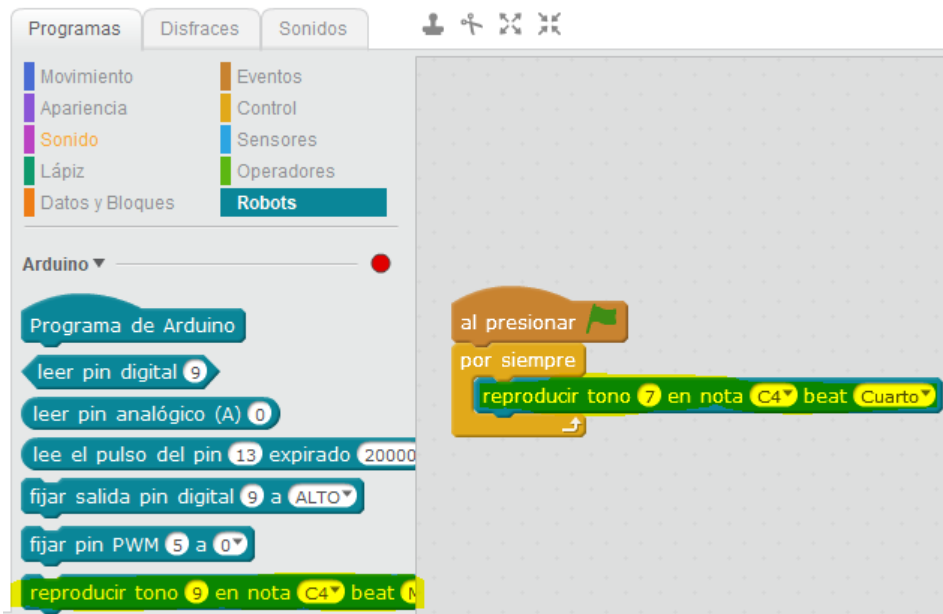 Programas Disfraces Sonidos
Movimiento Eventos
Apariencia Control
Sonido Sensores
Lápiz Operadores
Datos y Bloques Robots
Arduino
Programa de Arduino
leer pin digital 9
leer pin analógico (A) 0
lee el pulso del pin 13 expirado 20000
fijar salida pin digital 9 a ALTO
fijar pin PWM 5 a 0
reproducir tono 9 en nota C4 beat
al presionar
por siempre
reproducir tono 7 en nota C4 beat Cuarto